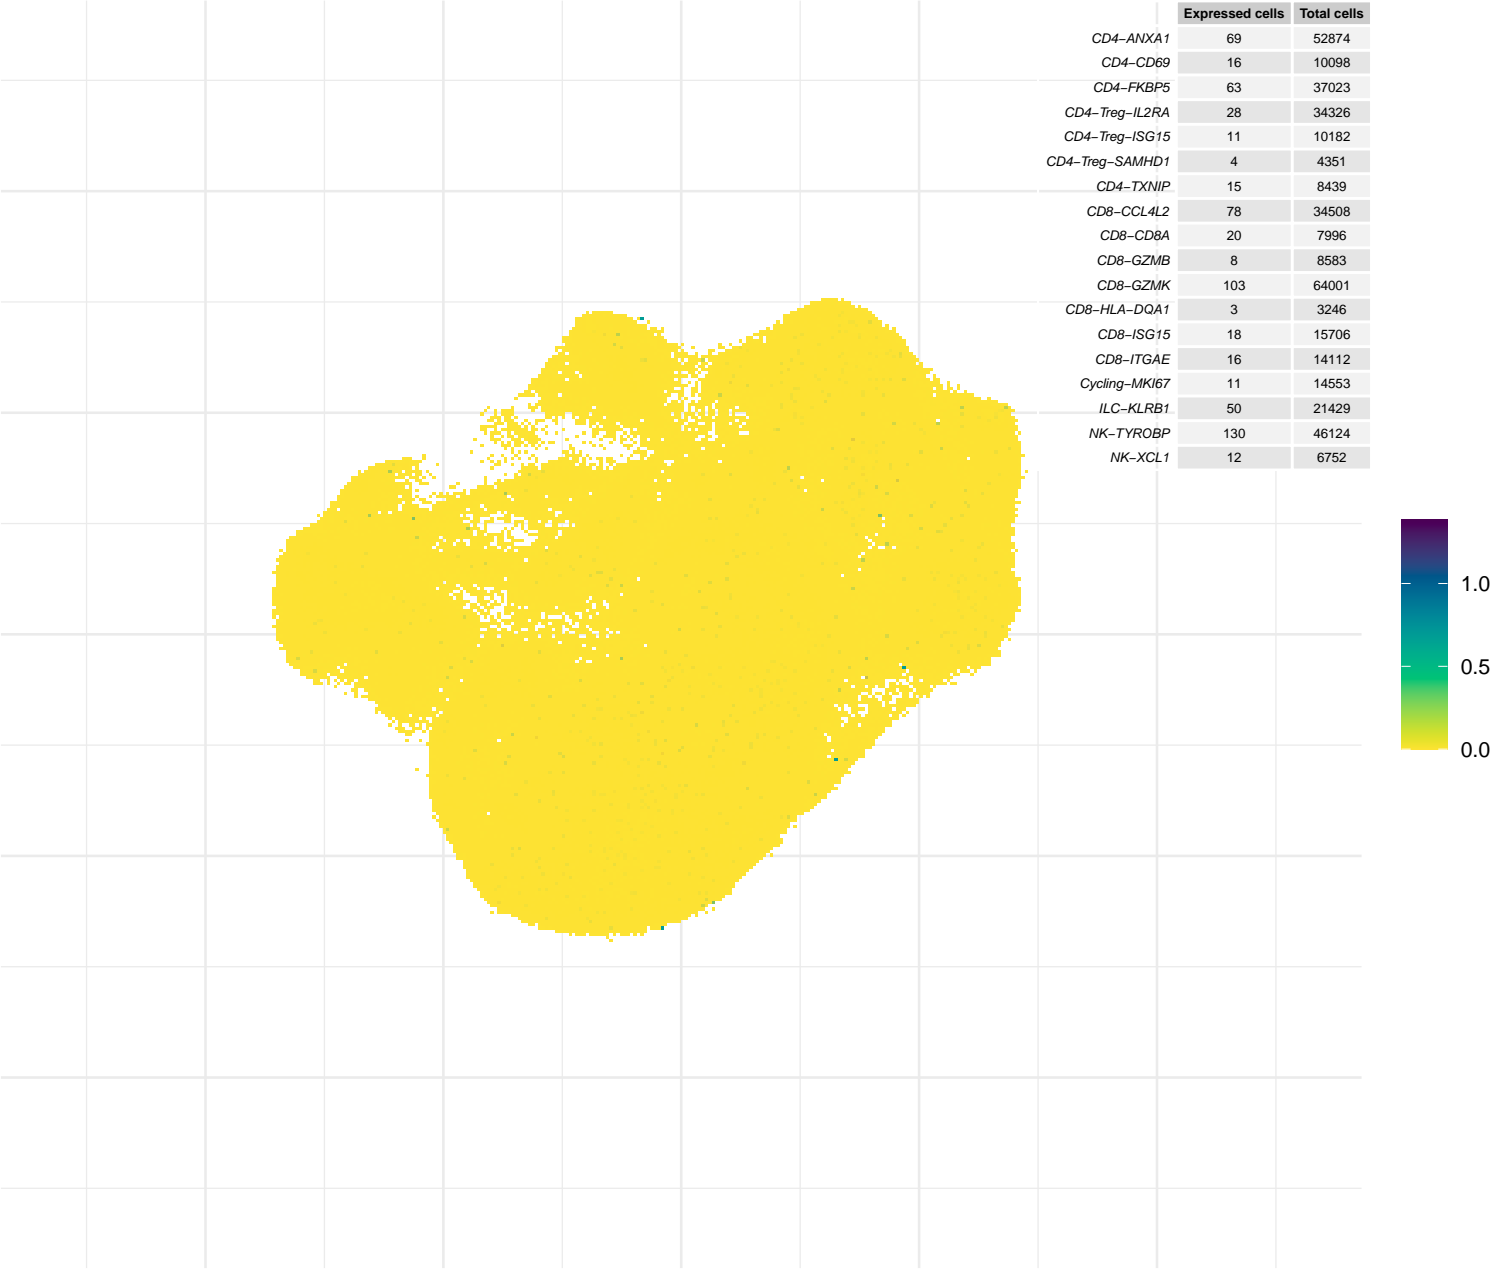 Expressed cells Total cells
CD4−ANXA1 69 52874
CD4−CD69 16 10098
CD4−FKBP5 63 37023
CD4−Treg−IL2RA 28 34326
CD4−Treg−ISG15 11 10182
CD4−Treg−SAMHD1 4 4351
CD4−TXNIP 15 8439
CD8−CCL4L2 78 34508
CD8−CD8A 20 7996
CD8−GZMB 8 8583
CD8−GZMK 103 64001
CD8−HLA−DQA1 3 3246
CD8−ISG15 18 15706
CD8−ITGAE 16 14112
Cycling−MKI67 11 14553
ILC−KLRB1 50 21429
NK−TYROBP 130 46124
NK−XCL1 12 6752
1.0
0.5
0.0